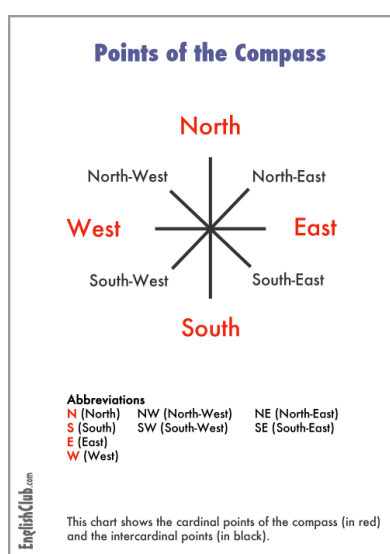 Points of the Compass
North
North-West
North-East
West
East
South-West
South-East
South
Abbreviations
N (North) NW (North-West) NE (North-East)
S (South) SW (South-West) SE (South-East)
E (East)
W (West)
EnglishClub.com
This chart shows the cardinal points of the compass (in red)
and the intercardinal points (in black).